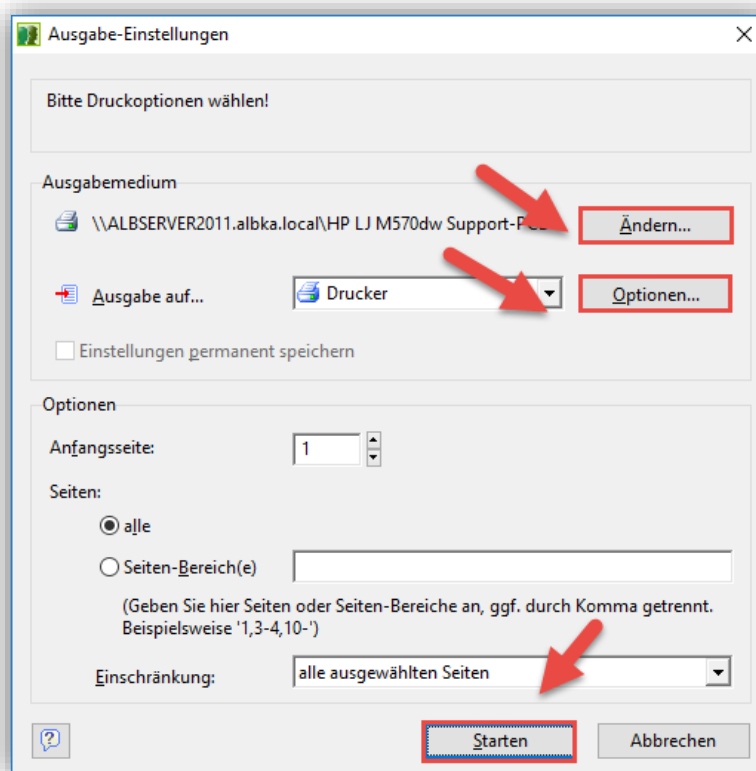 Ausgabe-Einstellungen
Bitte Druckoptionen wählen!
Ausgabemedium
\\ALBSERVER2011.albka.local\HP LJ M570dw Support- Ändern...
Ausgabe auf... Drucker Optionen...
Einstellungen permanent speichern
Optionen
Anfangsseite: 1
Seiten:
alle
Seiten-Bereich(e)
(Geben Sie hier Seiten oder Seiten-Bereiche an, ggf. durch Komma getrennt.
Beispielsweise '1,3-4,10-')
Einschränkung: alle ausgewählten Seiten
Starten Abbrechen